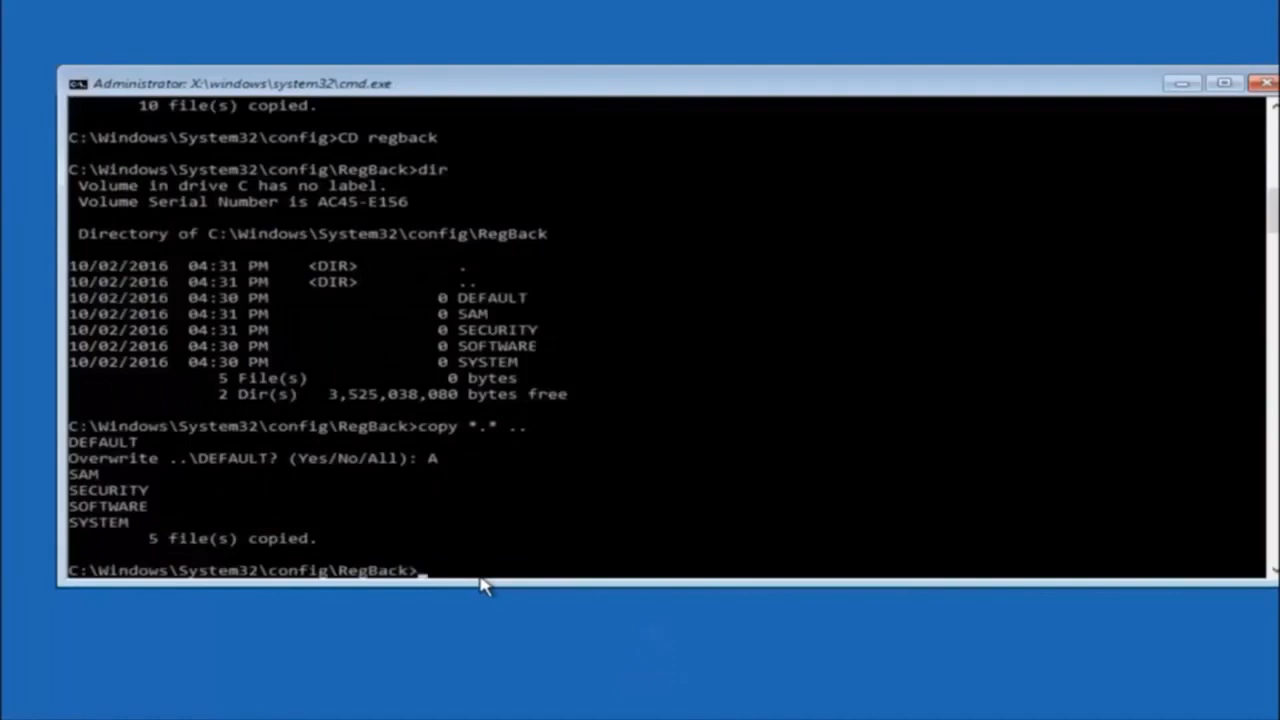 Administrator: X:\windows\system32\cmd.exe
10 file(s) copied.
C:\Windows\System32\config>CD regback
C:\Windows\System32\config\RegBack>dir
Volume in drive C has no label.
Volume Serial Number is AC45-E156
Directory of C:\Windows\System32\config\RegBack
10/02/2016 04:31 PM <DIR> .
10/02/2016 04:31 PM <DIR> ..
10/02/2016 04:30 PM 0 DEFAULT
10/02/2016 04:31 PM 0 SAM
10/02/2016 04:31 PM 0 SECURITY
10/02/2016 04:30 PM 0 SOFTWARE
10/02/2016 04:30 PM 0 SYSTEM
5 File(s) 0 bytes
2 Dir(s) 3,525,038,080 bytes free
C:\Windows\System32\config\RegBack>copy *.* ..
DEFAULT
Overwrite ..\DEFAULT? (Yes/No/All): A
SAM
SECURITY
SOFTWARE
SYSTEM
5 file(s) copied.
C:\Windows\System32\config\RegBack>_